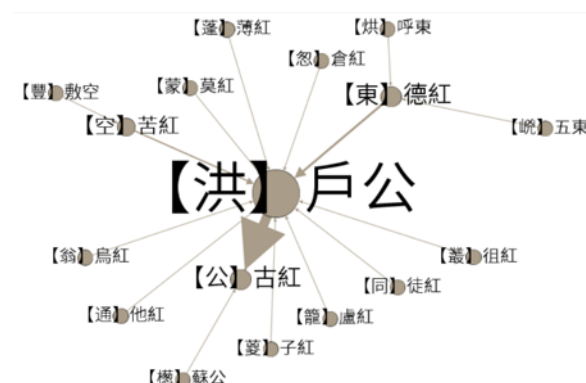 【蓬】薄紅
【烘】呼東
【怱】倉紅
【豐】敷空
【蒙】莫紅
【東】德紅
【空】苦紅
【峣】五東
【洪】戶公
【翁】烏紅
【叢】徂紅
【公】古紅
【同】徒紅
【通】他紅
【籠】盧紅
【葼】子紅
【檧】蘇公